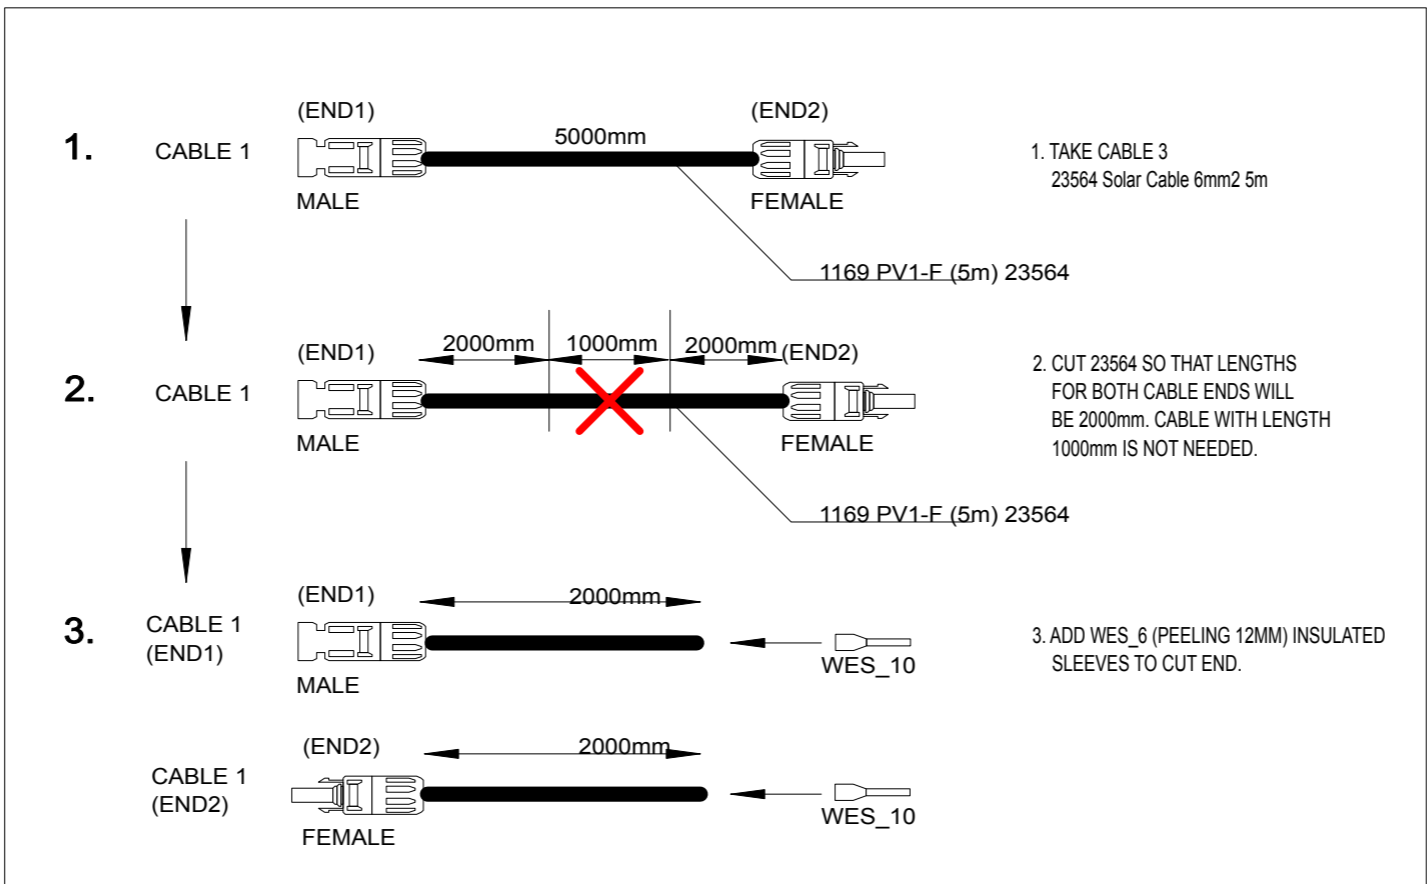 (END1)
(END2)
1.
CABLE 1
5000mm
MALE
FEMALE
1. TAKE CABLE 3
23564 Solar Cable 6mm2 5m
1169 PV1-F (5m) 23564
(END1)
2000mm
1000mm
2000mm
(END2)
2.
CABLE 1
MALE
FEMALE
2. CUT 23564 SO THAT LENGTHS
FOR BOTH CABLE ENDS WILL
BE 2000mm. CABLE WITH LENGTH
1000mm IS NOT NEEDED.
1169 PV1-F (5m) 23564
(END1)
2000mm
3.
CABLE 1
(END1)
MALE
WES_10
3. ADD WES_6 (PEELING 12MM) INSULATED
SLEEVES TO CUT END.
(END2)
2000mm
CABLE 1
(END2)
FEMALE
WES_10